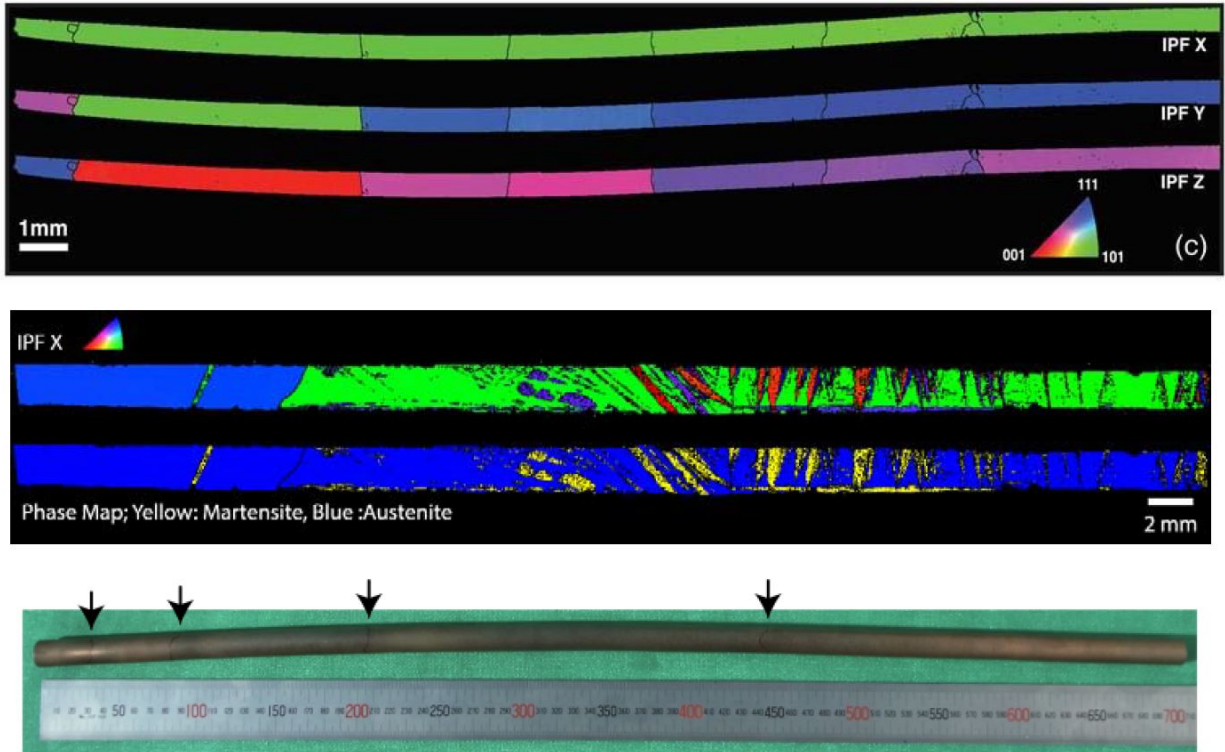 IPF X
IPF Y
IPF Z
111
1mm
001
101
(c)
IPF X
Phase Map; Yellow: Martensite, Blue :Austenite
2 mm
50 100 150 200 250 300 350 400 450 500 550 600 650 700